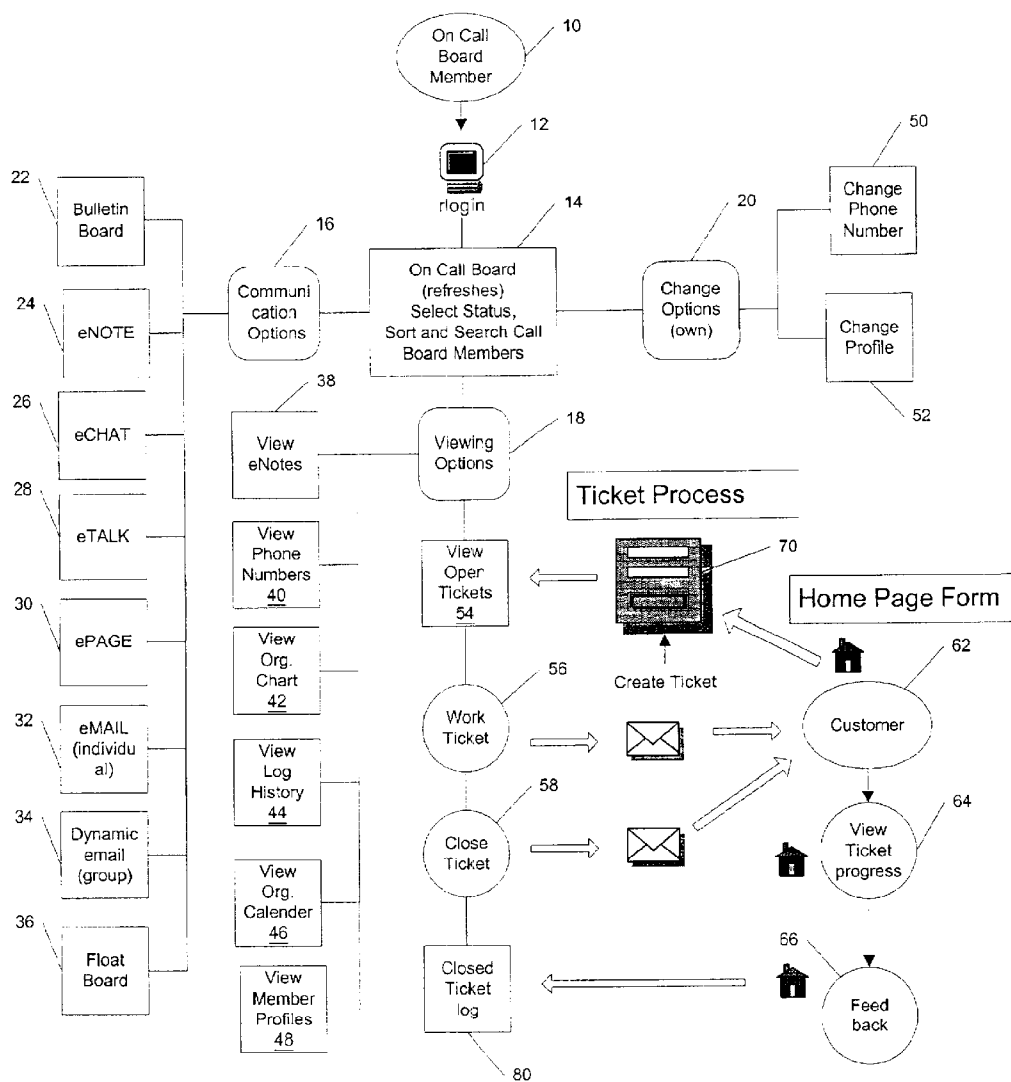 On Call
Board
Member
10
12
rlogin
14
On Call Board
(refreshes)
Select Status,
Sort and Search Call
Board Members
16
Communi
cation
Options
20
Change
Options
(own)
50
Change
Phone
Number
Change
Profile
52
22
Bulletin
Board
24
eNOTE
26
eCHAT
28
eTALK
30
ePAGE
32
eMAIL
(individu
al)
34
Dynamic
email
(group)
36
Float
Board
38
View
eNotes
18
Viewing
Options
View
Phone
Numbers
40
View
Org.
Chart
42
View
Log
History
44
View
Org.
Calender
46
View
Member
Profiles
48
View
Open
Tickets
54
Ticket Process
70
Create Ticket
Home Page Form
62
Customer
56
Work
Ticket
58
Close
Ticket
64
View
Ticket
progress
Closed
Ticket
log
80
66
Feed
back